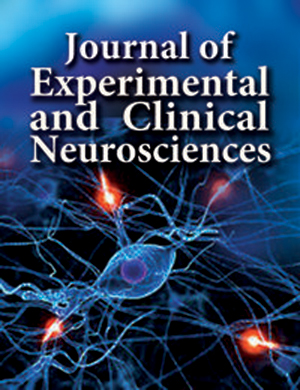 Journal of
Experimental
and Clinical
Neurosciences